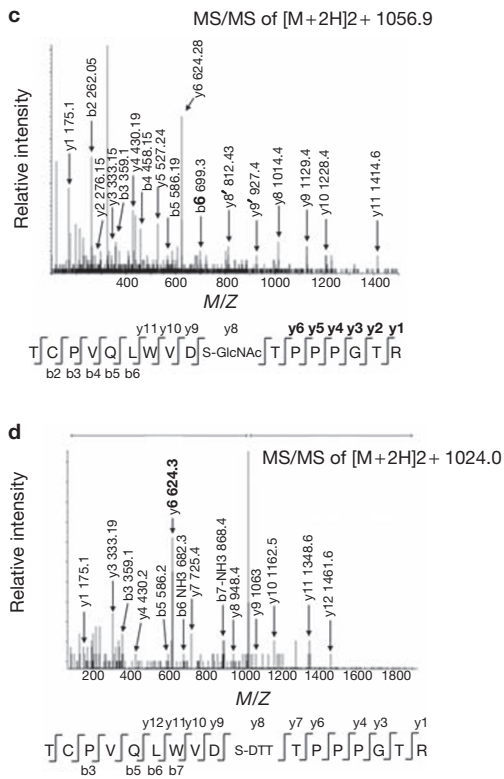 c
MS/MS of [M+2H]2+ 1056.9
Relative intensity
y1 175.1
b2 262.05
y2 276.15
y3 333.15
b3 359.1
y4 430.19
b4 458.15
y5 527.24
b5 586.19
y6 624.28
b6 699.3
y8′ 812.43
y9′ 927.4
y8 1014.4
y9 1129.4
y10 1228.4
y11 1414.6
400 600 800 1000 1200 1400
M/Z
y11 y10 y9 y8 y6 y5 y4 y3 y2 y1
T C P V Q L W V D S-GlcNAc T P P P G T R
b2 b3 b4 b5 b6
d
MS/MS of [M+2H]2+ 1024.0
Relative intensity
y1 175.1
y3 333.19
b3 359.1
y4 430.2
b5 586.2
y6 624.3
b6 NH3 682.3
y7 725.4
b7-NH3 868.4
y8 948.4
y9 1063
y10 1162.5
y11 1348.6
y12 1461.6
200 400 600 800 1000 1200 1400 1600 1800
M/Z
y12 y11 y10 y9 y8 y7 y6 y4 y3 y1
T C P V Q L W V D S-DTT T P P P G T R
b3 b5 b6 b7